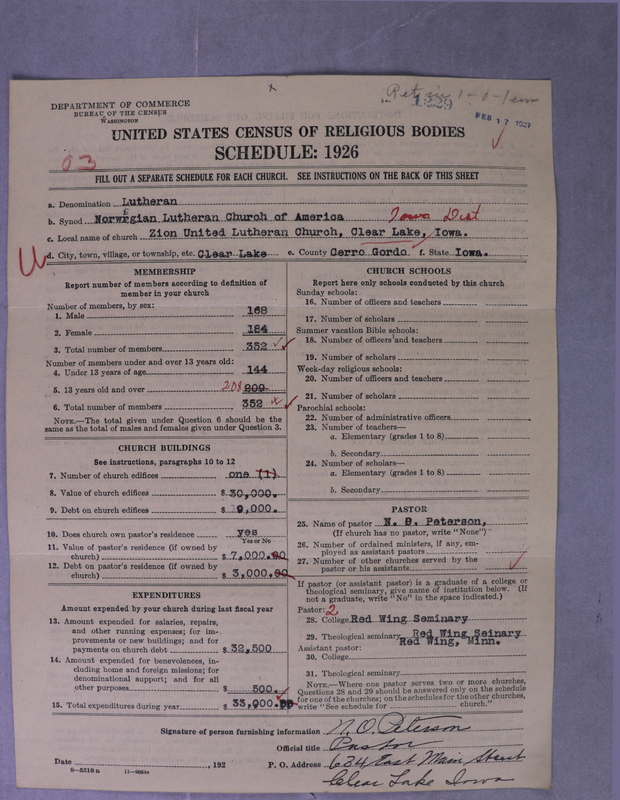 Ret
1229
FEB 17 1927
DEPARTMENT OF COMMERCE
BUREAU OF THE CENSUS
WASHINGTON
UNITED STATES CENSUS OF RELIGIOUS BODIES
SCHEDULE: 1926
03
FILL OUT A SEPARATE SCHEDULE FOR EACH CHURCH. SEE INSTRUCTIONS ON THE BACK OF THIS SHEET
a. Denomination Lutheran
b. Synod Norwegian Lutheran Church of America Iowa Dist
c. Local name of church Zion United Lutheran Church, Clear Lake, Iowa.
d. City, town, village, or township, etc. Clear Lake e. County Cerro Gordo. f. State Iowa.
MEMBERSHIP
Report number of members according to definition of
member in your church
Number of members, by sex:
1. Male 168
2. Female 184
3. Total number of members 352
Number of members under and over 13 years old:
4. Under 13 years of age 144
5. 13 years old and over 208 209
6. Total number of members 352
NOTE.—The total given under Question 6 should be
same as the total of males and females given under Question 3.
CHURCH BUILDINGS
See instructions, paragraphs 10 to 12
7. Number of church edifices one (1)
8. Value of church edifices $ 30,000.
9. Debt on church edifices $ 9,000.
10. Does church own pastor's residence yes
Yes or No
11. Value of pastor's residence (if owned by
church) $ 7,000.00
12. Debt on pastor's residence (if owned by
church) $ 3,000.00
EXPENDITURES
Amount expended by your church during last fiscal year
13. Amount expended for salaries, repairs,
and other running expenses; for im-
provements or new buildings; and for
payments on church debt $ 32,500
14. Amount expended for benevolences, in-
cluding home and foreign missions; for
denominational support; and for all
other purposes $ 500.
15. Total expenditures during year $ 33,000.00
CHURCH SCHOOLS
Report here only schools conducted by this church
Sunday schools:
16. Number of officers and teachers
17. Number of scholars
Summer vacation Bible schools:
18. Number of officers and teachers
19. Number of scholars
Week-day religious schools:
20. Number of officers and teachers
21. Number of scholars
Parochial schools:
22. Number of administrative officers
23. Number of teachers—
a. Elementary (grades 1 to 8)
b. Secondary
24. Number of scholars—
a. Elementary (grades 1 to 8)
b. Secondary
PASTOR
25. Name of pastor N. O. Peterson,
(If church has no pastor, write "None")
26. Number of ordained ministers, if any, em-
ployed as assistant pastors
27. Number of other churches served by the
pastor or his assistants
If pastor (or assistant pastor) is a graduate of a college or
theological seminary, give name of institution below. (If
not a graduate, write "No" in the space indicated.)
Pastor: 2
28. College Red Wing Seminary
29. Theological seminary Red Wing Seinary
Red Wing, Minn.
Assistant pastor:
30. College
31. Theological seminary
NOTE.—Where one pastor serves two or more churches,
Questions 28 and 29 should be answered only on the schedule
for one of the churches; on the schedules for the other churches,
write "See schedule for church."
Signature of person furnishing information N. O. Peterson
Official title Pastor
Date , 192 P. O. Address 634 East Main Street
8—5518a 11—9054a Clear Lake Iowa